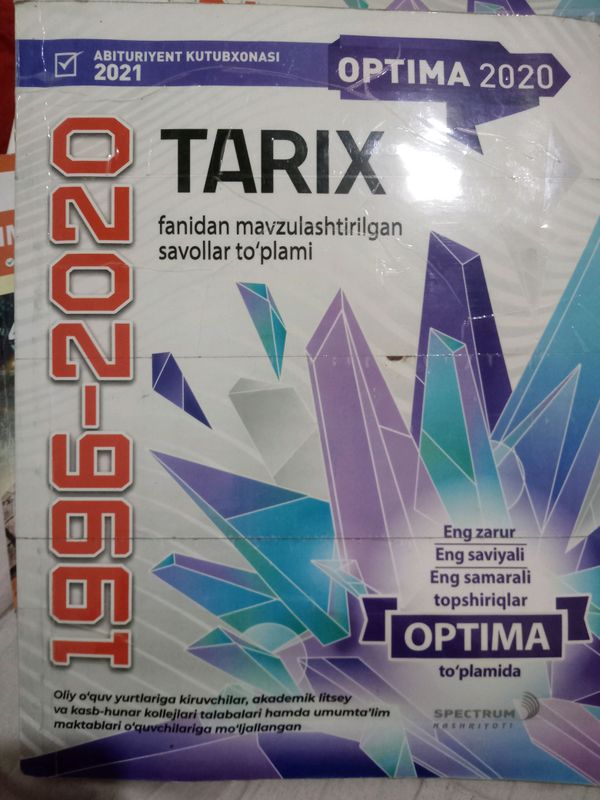 ABITURIYENT KUTUBXONASI
2021
OPTIMA 2020
1996-2020
TARIX
fanidan mavzulashtirilgan
savollar to'plami
Eng zarur
Eng saviyali
Eng samarali
topshiriqlar
OPTIMA
to'plamida
Oliy o'quv yurtlariga kiruvchilar, akademik litsey
va kasb-hunar kollejlari talabalari hamda umumta'lim
maktablari o'quvchilariga mo'ljallangan
SPECTRUM
NASHRIYOTI